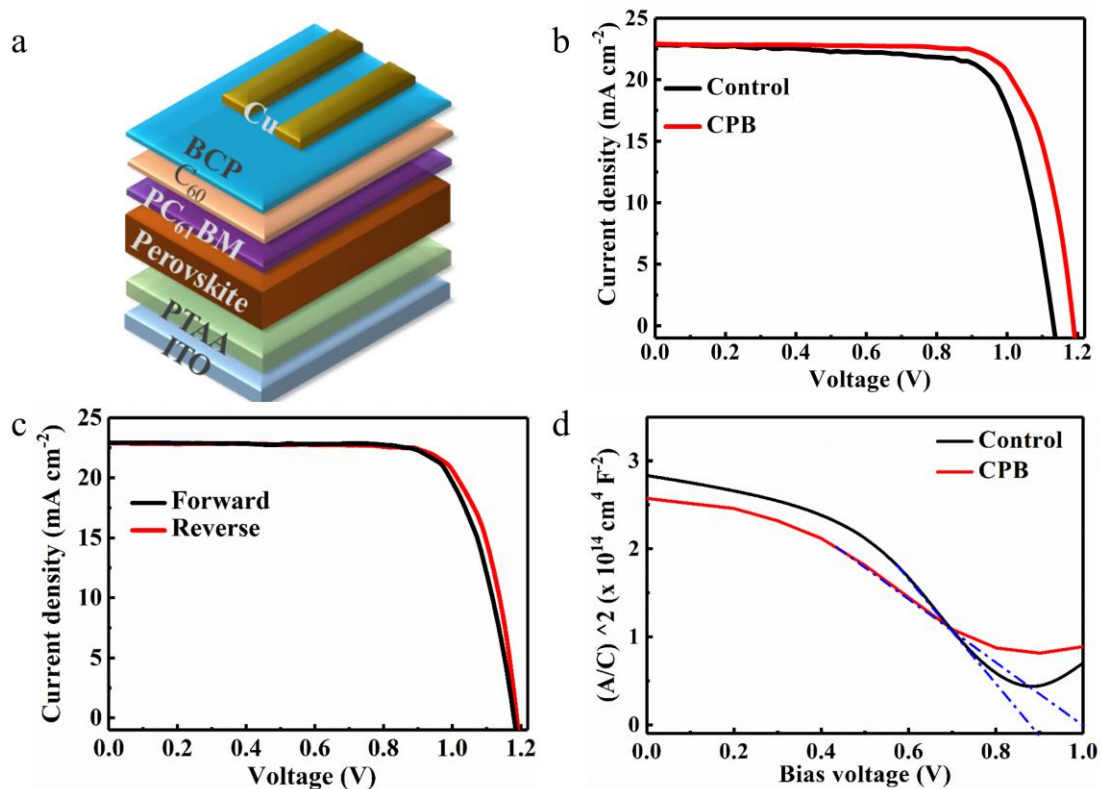 a
Cu
BCP
C60
PC61BM
Perovskite
PTAA
ITO
b
Current density (mA cm-2)
25
20
15
10
5
0
0.0 0.2 0.4 0.6 0.8 1.0 1.2
Voltage (V)
Control
CPB
c
Current density (mA cm-2)
25
20
15
10
5
0
0.0 0.2 0.4 0.6 0.8 1.0 1.2
Voltage (V)
Forward
Reverse
d
(A/C) ^2 (x 10^14 cm^4 F^-2)
3
2
1
0
0.0 0.2 0.4 0.6 0.8 1.0
Bias voltage (V)
Control
CPB